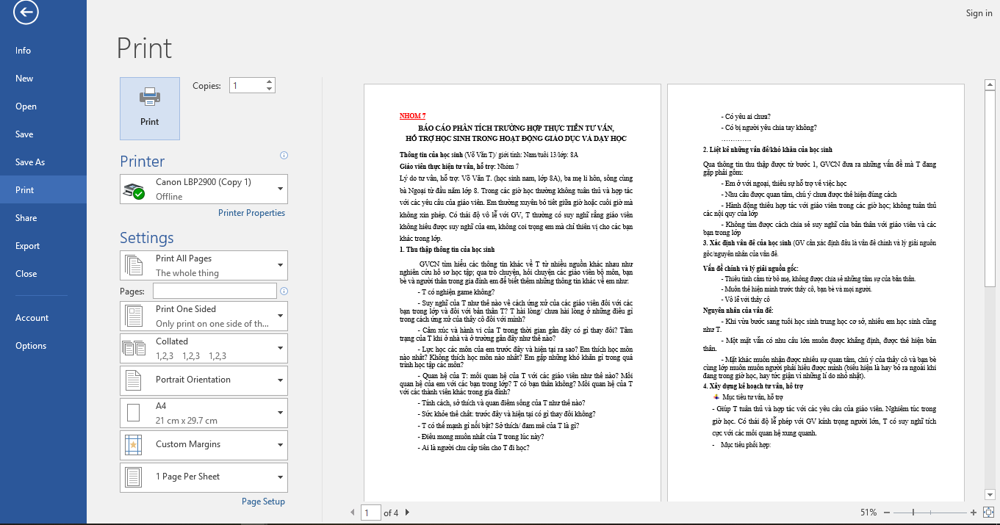 Sign in
Info
New
Open
Save
Save As
Print
Share
Export
Close
Account
Options
Print
Print
Copies:
1
Printer
Canon LBP2900 (Copy 1)
Offline
Printer Properties
Settings
Print All Pages
The whole thing
Pages:
Print One Sided
Only print on one side of th...
Collated
1,2,3 1,2,3 1,2,3
Portrait Orientation
A4
21 cm x 29.7 cm
Custom Margins
1 Page Per Sheet
Page Setup
NHÓM 7
BÁO CÁO PHÂN TÍCH TRƯỜNG HỢP THỰC TIỄN TƯ VẤN,
HỖ TRỢ HỌC SINH TRONG HOẠT ĐỘNG GIÁO DỤC VÀ DẠY HỌC
Thông tin của học sinh (Võ Văn T)/ giới tính: Nam/tuổi 13/lớp: 8A
Giáo viên thực hiện tư vấn, hỗ trợ: Nhóm 7
Lý do tư vấn, hỗ trợ: Võ Văn T. (học sinh nam, lớp 8A), ba mẹ li hôn, sống cùng
bà Ngoại từ đầu năm lớp 8. Trong các giờ học thường không tuân thủ và hợp tác
với các yêu cầu của giáo viên. Em thường xuyên bỏ tiết giữa giờ hoặc cuối giờ mà
không xin phép. Có thái độ vô lễ với GV, T thường có suy nghĩ rằng giáo viên
không hiểu được suy nghĩ của em, không coi trọng em mà chỉ thiên vị cho các bạn
khác trong lớp.
1. Thu thập thông tin của học sinh
GVCN tìm hiểu các thông tin khác về T từ nhiều nguồn khác nhau như
nghiên cứu hồ sơ học tập; qua trò chuyện, hỏi chuyện các giáo viên bộ môn, bạn
bè và người thân trong gia đình em để biết thêm những thông tin khác về em như:
- T có nghiện game không?
- Suy nghĩ của T như thế nào về cách ứng xử của các giáo viên đối với các
bạn trong lớp và đối với bản thân T? T hài lòng/ chưa hài lòng ở những điều gì
trong cách ứng xử của thầy cô đối với mình?
- Cảm xúc và hành vi của T trong thời gian gần đây có gì thay đổi? Tâm
trạng của T khi ở nhà và ở trường gần đây như thế nào?
- Lực học các môn của em trước đây và hiện tại ra sao? Em thích học môn
nào nhất? Không thích học môn nào nhất? Em gặp những khó khăn gì trong quá
trình học tập các môn?
- Quan hệ của T: mối quan hệ của T với các giáo viên như thế nào? Mối
quan hệ của em với các bạn trong lớp? T có bạn thân không? Mối quan hệ của T
với các thành viên khác trong gia đình?
- Tính cách, sở thích và quan điểm sống của T như thế nào?
- Sức khỏe thể chất: trước đây và hiện tại có gì thay đổi không?
- T có thế mạnh gì nổi bật? Sở thích/ đam mê của T là gì?
- Điều mong muốn nhất của T trong lúc này?
- Ai là người chu cấp tiền cho T đi học?
- Có yêu ai chưa?
- Có bị người yêu chia tay không?
.............
2. Liệt kê những vấn đề/khó khăn của học sinh
Qua thông tin thu thập được từ bước 1, GVCN đưa ra những vấn đề mà T đang
gặp phải gồm:
- Em ở với ngoại, thiếu sự hỗ trợ về việc học
- Nhu cầu được quan tâm, chú ý chưa được thể hiện đúng cách
- Hành động thiếu hợp tác với giáo viên trong các giờ học; không tuân thủ
các nội quy của lớp
- Không tìm được cách chia sẻ suy nghĩ của bản thân với giáo viên và các
bạn trong lớp
3. Xác định vấn đề của học sinh (GV cần xác định đâu là vấn đề chính và lý giải nguồn
gốc/nguyên nhân của vấn đề.
Vấn đề chính và lý giải nguồn gốc:
- Thiếu tình cảm từ bố mẹ, không được chia sẻ những tâm sự của bản thân.
- Muốn thể hiện mình trước thầy cô, bạn bè và mọi người.
- Vô lễ với thầy cô
Nguyên nhân của vấn đề:
- Khi vừa bước sang tuổi học sinh trung học cơ sở, nhiều em học sinh cũng
như T.
- Một mặt vẫn có nhu cầu lớn muốn được khẳng định, được thể hiện bản
thân.
- Mặt khác muốn nhận được nhiều sự quan tâm, chú ý của thầy cô và bạn bè
cùng lớp muốn muốn người phải hiểu được mình (biểu hiện là hay bỏ ra ngoài khi
đang trong giờ học, hay tức giận vì những lí do nhỏ nhặt).
4. Xây dựng kế hoạch tư vấn, hỗ trợ
Mục tiêu tư vấn, hỗ trợ
- Giúp T tuân thủ và hợp tác với các yêu cầu của giáo viên. Nghiêm túc trong
giờ học. Có thái độ lễ phép với GV kính trọng người lớn, T có suy nghĩ tích
cực với các mối quan hệ xung quanh.
- Mục tiêu phối hợp:
1 of 4
51%